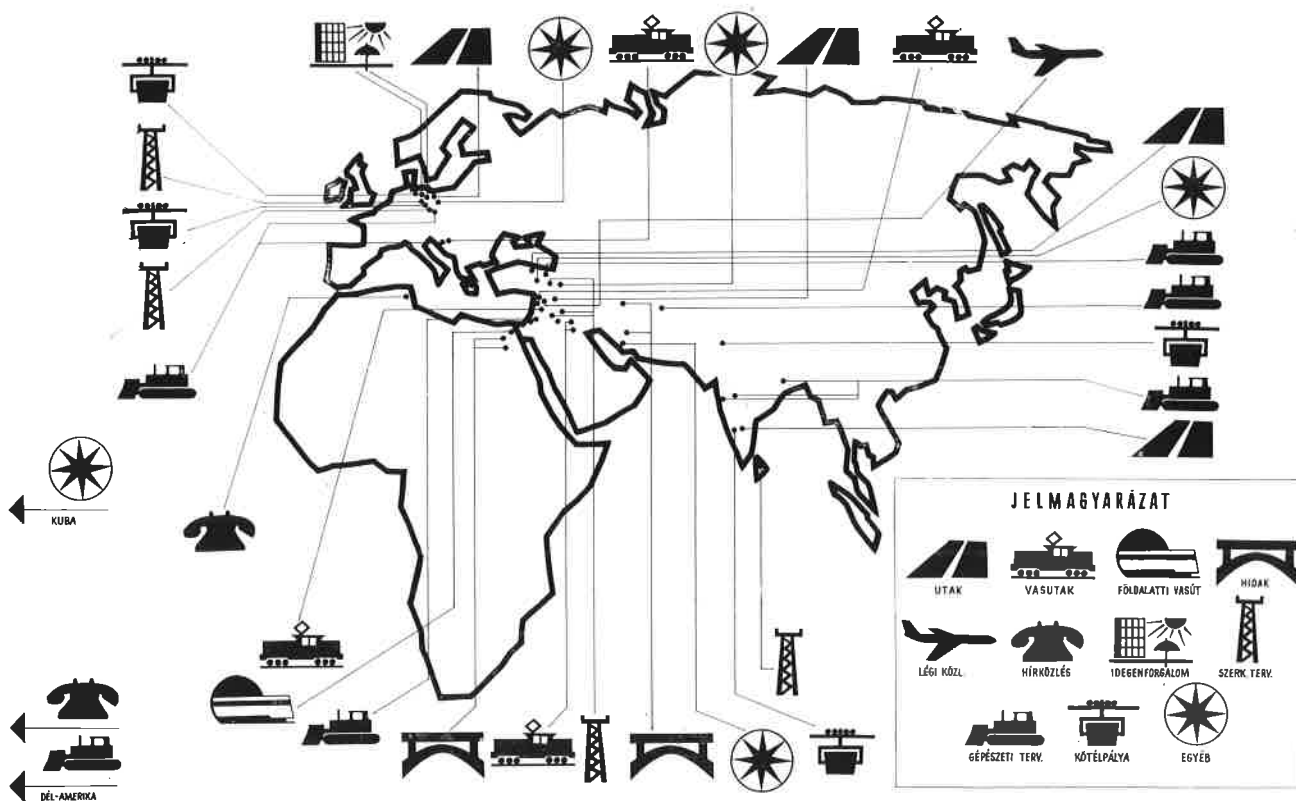 KUBA
DÉL-AMERIKA
JELMAGYARÁZAT
UTAK
VASUTAK
FÖLDALATTI VASÚT
HIDAK
LÉGI KÖZL.
HÍRKÖZLÉS
IDEGENFORGALOM
SZERK. TERV.
GÉPÉSZETI TERV.
KÖTÉLPÁLYA
EGYÉB